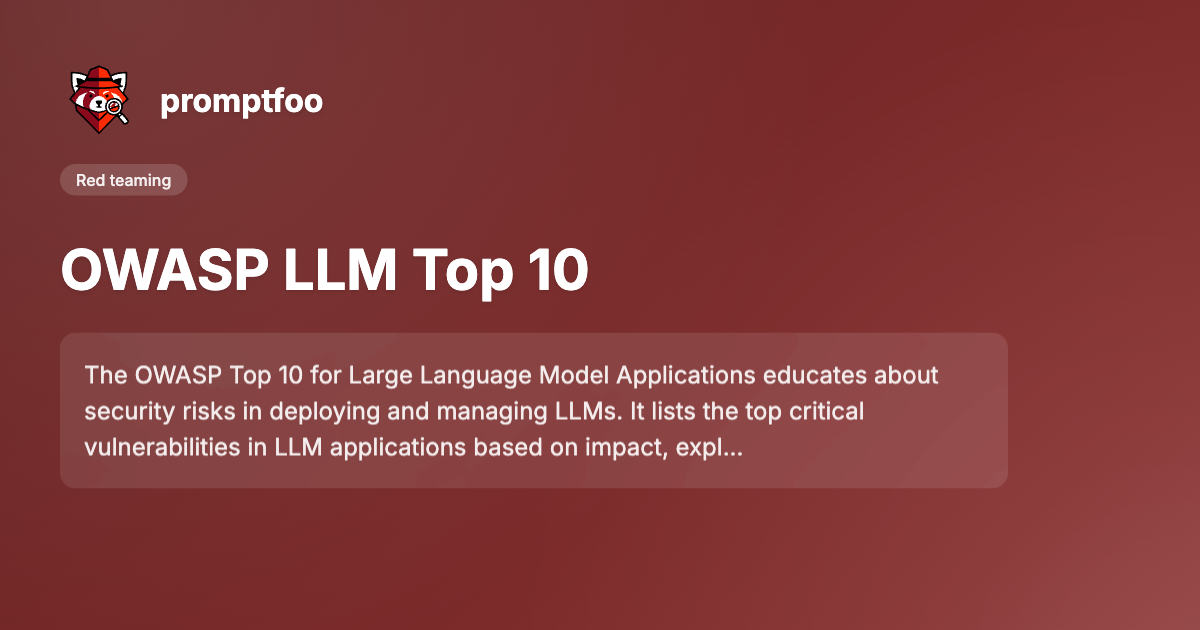 promptfoo
Red teaming
OWASP LLM Top 10
The OWASP Top 10 for Large Language Model Applications educates about
security risks in deploying and managing LLMs. It lists the top critical
vulnerabilities in LLM applications based on impact, expl...